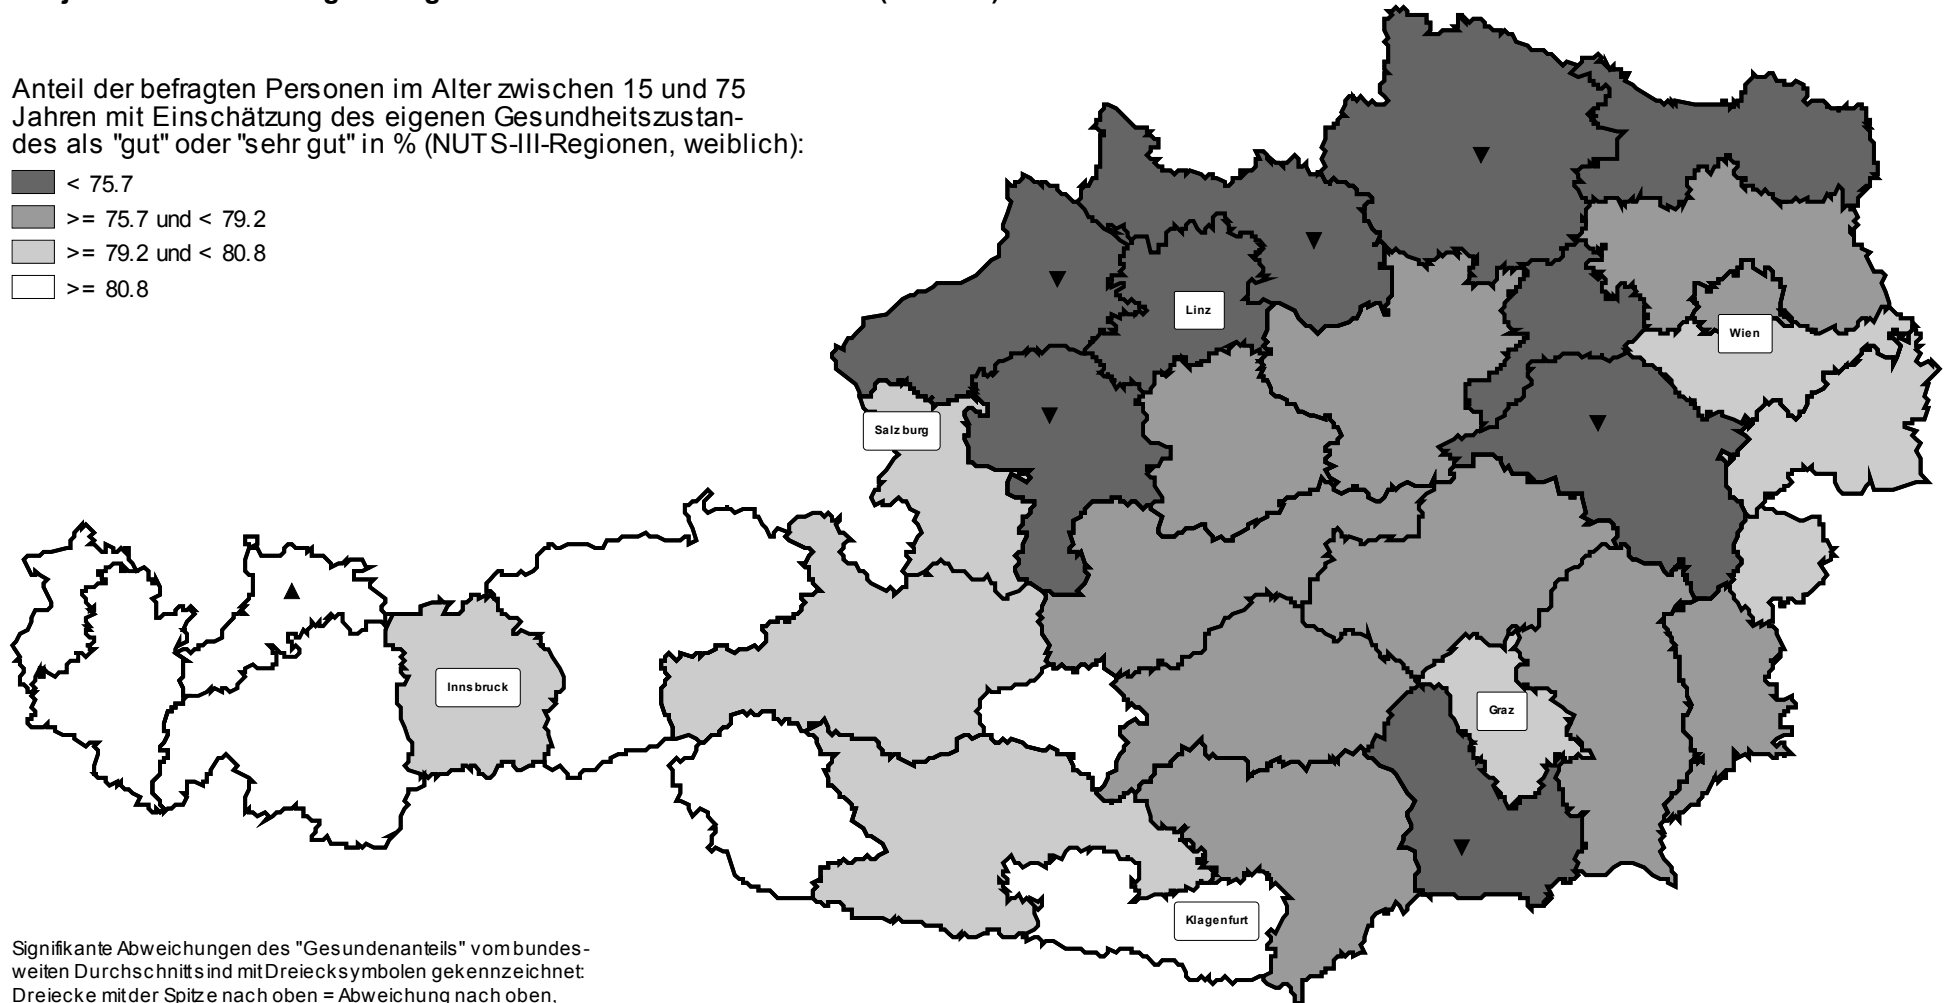 Anteil der befragten Personen im Alter zwischen 15 und 75
Jahren mit Einschätzung des eigenen Gesundheitszustan-
des als "gut" oder "sehr gut" in % (NUTS-III-Regionen, weiblich):
< 75.7
>= 75.7 und < 79.2
>= 79.2 und < 80.8
>= 80.8
Linz
Wien
Salzburg
Innsbruck
Graz
Klagenfurt
Signifikante Abweichungen des "Gesundenanteils" vom bundes-
weiten Durchschnitt sind mit Dreiecksymbolen gekennzeichnet:
Dreiecke mit der Spitze nach oben = Abweichung nach oben,